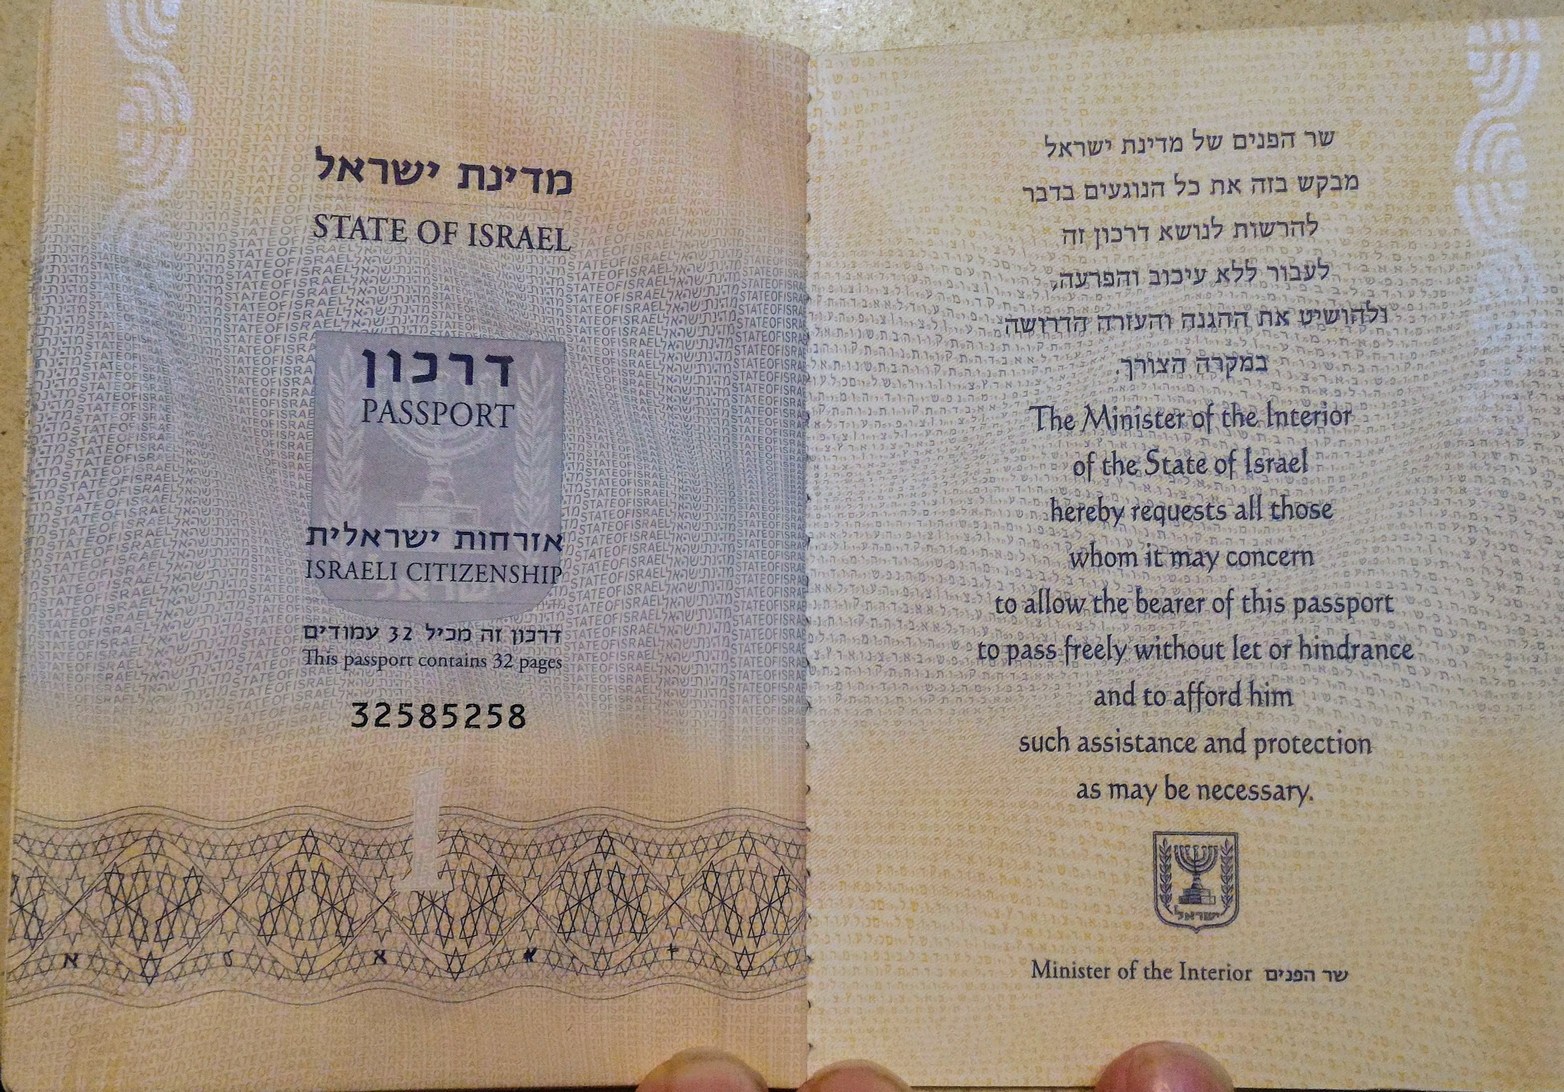 מדינת ישראל
STATE OF ISRAEL
דרכון
PASSPORT
אזרחות ישראלית
ISRAELI CITIZENSHIP
ישראל
דרכון זה מכיל 32 עמודים
This passport contains 32 pages
32585258
שר הפנים של מדינת ישראל
מבקש בזה את כל הנוגעים בדבר
להרשות לנושא דרכון זה
לעבור ללא עיכוב והפרעה,
ולהושיט את ההגנה והעזרה הדרושה
במקרה הצורך.
The Minister of the Interior
of the State of Israel
hereby requests all those
whom it may concern
to allow the bearer of this passport
to pass freely without let or hindrance
and to afford him
such assistance and protection
as may be necessary.
ישראל
Minister of the Interior שר הפנים